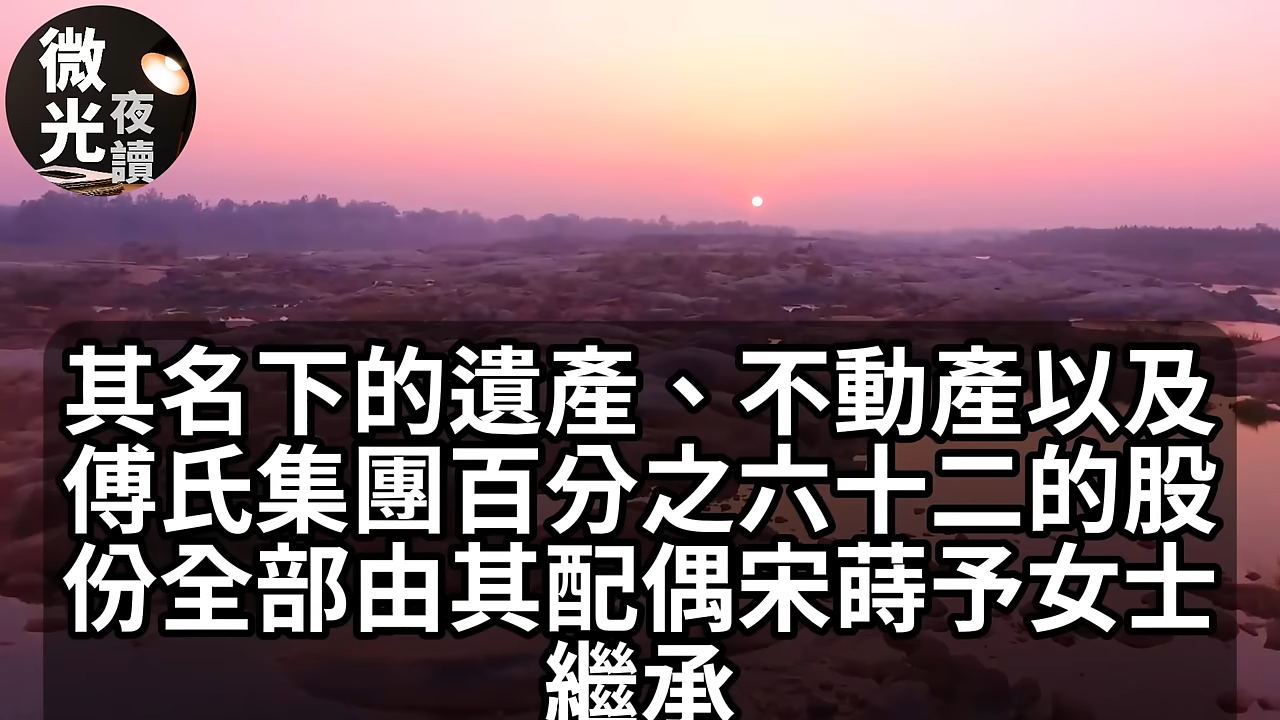 微光
夜讀
其名下的遺產、不動產以及
傅氏集團百分之六十二的股
份全部由其配偶宋蒔予女士
繼承